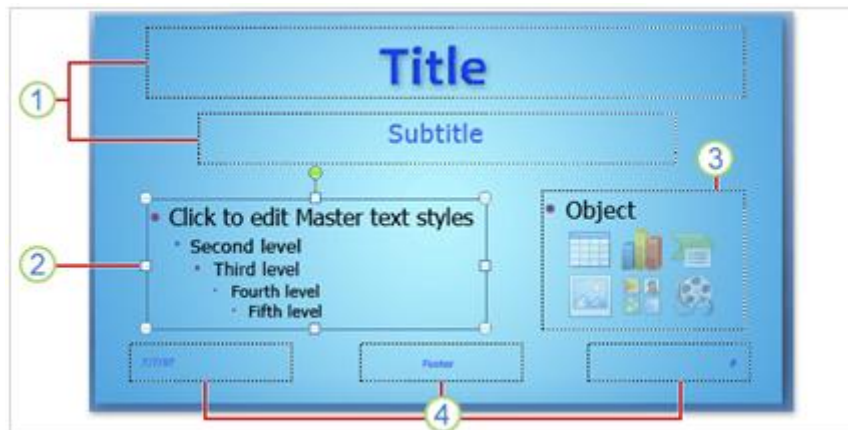 Title
1
Subtitle
3
Click to edit Master text styles
Object
Second level
2
Third level
Fourth level
Fifth level
Footer
#
4